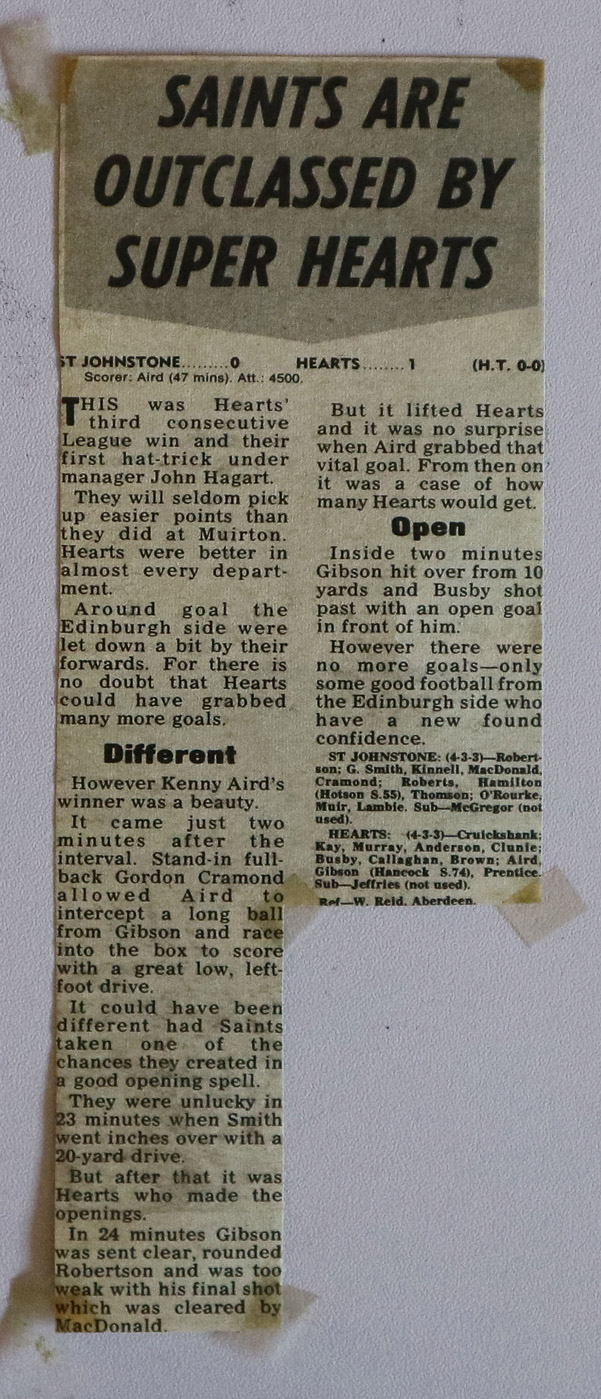 SAINTS ARE
OUTCLASSED BY
SUPER HEARTS
ST JOHNSTONE.........0 HEARTS........1 (H.T. 0-0)
Scorer: Aird (47 mins). Att.: 4500.
THIS was Hearts'
third consecutive
League win and their
first hat-trick under
manager John Hagart.
They will seldom pick
up easier points than
they did at Muirton.
Hearts were better in
almost every depart-
ment.
Around goal the
Edinburgh side were
let down a bit by their
forwards. For there is
no doubt that Hearts
could have grabbed
many more goals.
Different
However Kenny Aird's
winner was a beauty.
It came just two
minutes after the
interval. Stand-in full-
back Gordon Cramond
allowed Aird to
intercept a long ball
from Gibson and race
into the box to score
with a great low, left-
foot drive.
It could have been
different had Saints
taken one of the
chances they created in
a good opening spell.
They were unlucky in
23 minutes when Smith
went inches over with a
20-yard drive.
But after that it was
Hearts who made the
openings.
In 24 minutes Gibson
was sent clear, rounded
Robertson and was too
weak with his final shot
which was cleared by
MacDonald.
But it lifted Hearts
and it was no surprise
when Aird grabbed that
vital goal. From then on
it was a case of how
many Hearts would get.
Open
Inside two minutes
Gibson hit over from 10
yards and Busby shot
past with an open goal
in front of him.
However there were
no more goals—only
some good football from
the Edinburgh side who
have a new found
confidence.
ST JOHNSTONE: (4-3-3)—Robert-
son; G. Smith, Kinnell, MacDonald,
Cramond; Roberts, Hamilton
(Hotson S.55), Thomson; O'Rourke,
Muir, Lambie. Sub—McGregor (not
used).
HEARTS: (4-3-3)—Cruickshank;
Kay, Murray, Anderson, Clunie;
Busby, Callaghan, Brown; Aird,
Gibson (Hancock S.74), Prentice.
Sub—Jeffries (not used).
Ref—W. Reid, Aberdeen.